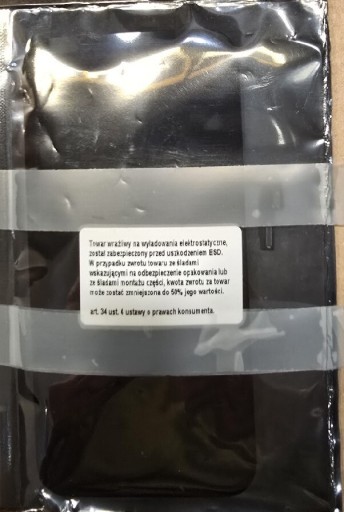 Towar wrażliwy na wyładowania elektrostatyczne,
został zabezpieczony przed uszkodzeniem ESD.
W przypadku zwrotu towaru ze śladami
wskazującymi na odbezpieczenie opakowania lub
ze śladami montażu części, kwota zwrotu za towar
może zostać zmniejszona do 50% jego wartości.
art. 34 ust. 4 ustawy o prawach konsumenta.